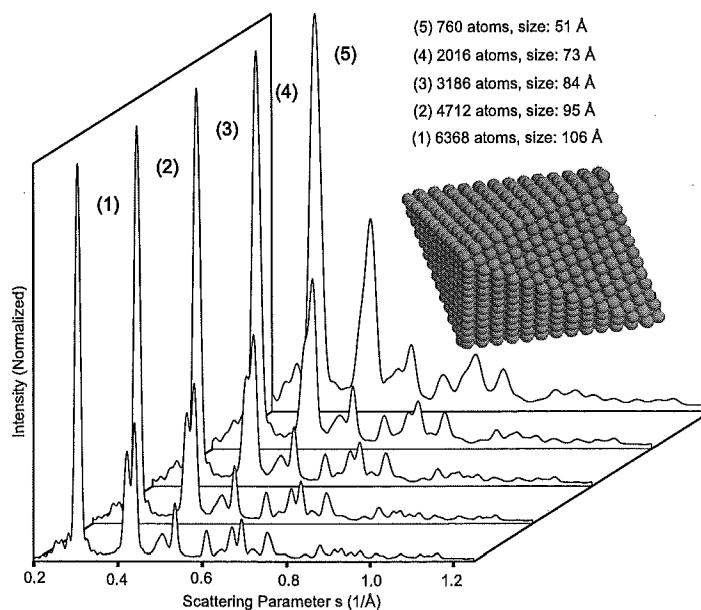 (5) 760 atoms, size: 51 Å
(4) 2016 atoms, size: 73 Å
(3) 3186 atoms, size: 84 Å
(2) 4712 atoms, size: 95 Å
(1) 6368 atoms, size: 106 Å
(5)
(4)
(3)
(2)
(1)
Intensity (Normalized)
0.2 0.4 0.6 0.8 1.0 1.2
Scattering Parameter s (1/Å)